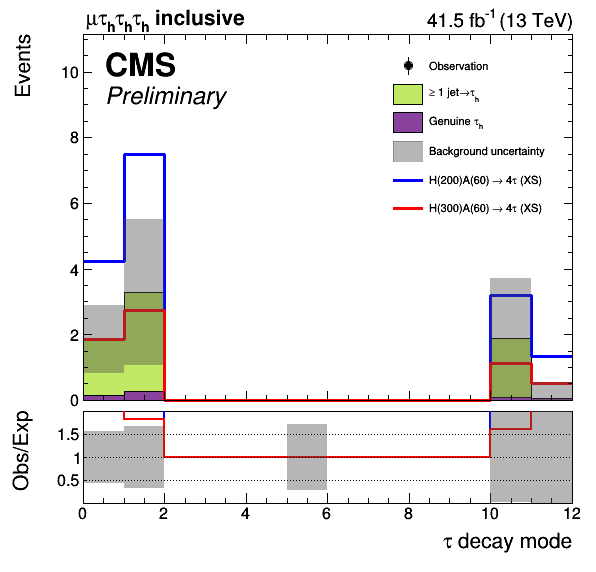 μτₕτₕτₕ inclusive
41.5 fb⁻¹ (13 TeV)
Events
CMS
Preliminary
Observation
≥ 1 jet→τₕ
Genuine τₕ
Background uncertainty
H(200)A(60) → 4τ (XS)
H(300)A(60) → 4τ (XS)
10
8
6
4
2
0
Obs/Exp
1.5
1
0.5
0 2 4 6 8 10 12
τ decay mode